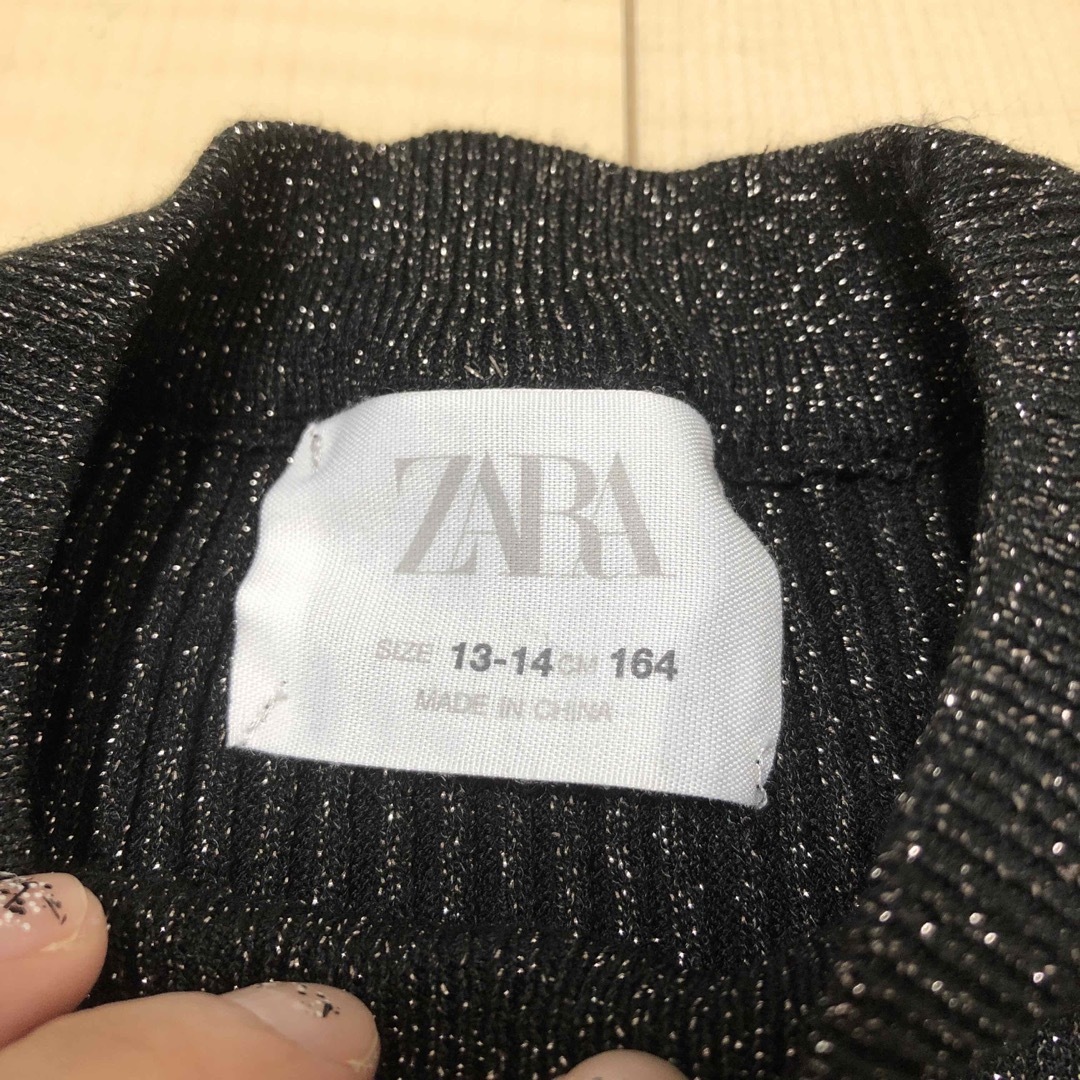 ZARA
SIZE 13-14 CM 164
MADE IN CHINA